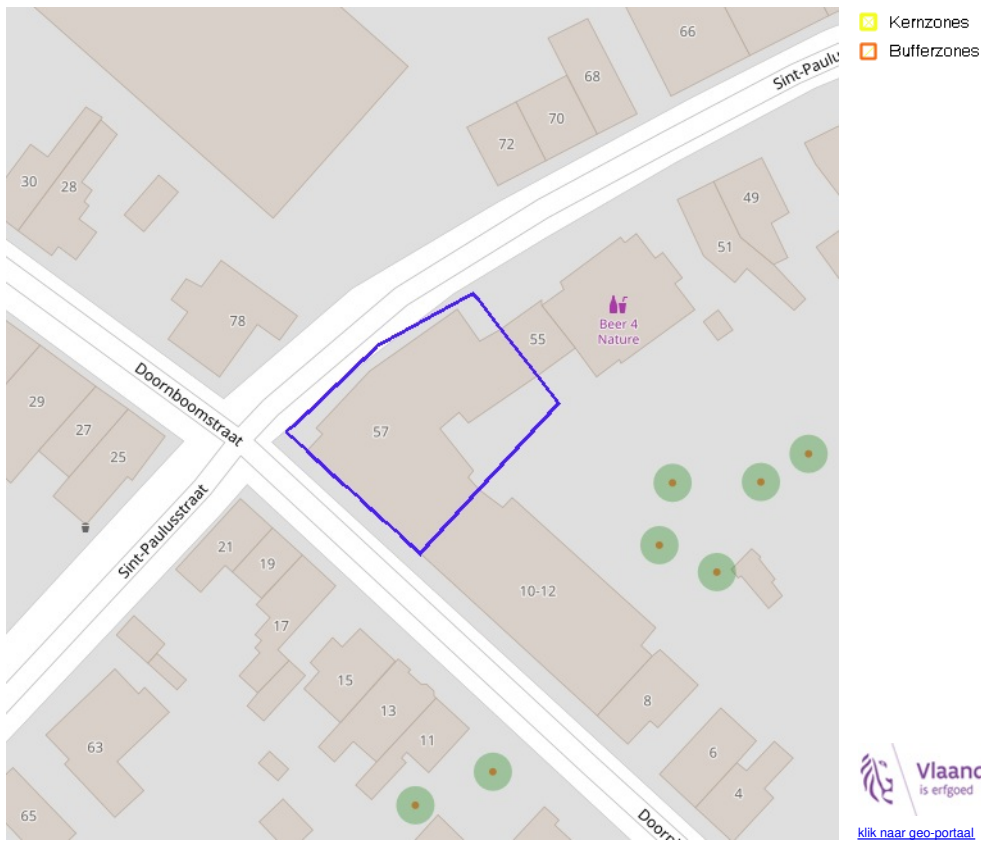 Kernzones
Bufferzones
66
Sint-Paulu
68
70
72
30
28
49
51
78
Beer 4
Nature
55
57
Doornboomstraat
29
27
25
Sint-Paulusstraat
21
19
17
10-12
15
13
11
8
6
4
63
65
Doorn
Vlaand
is erfgoed
klik naar geo-portaal